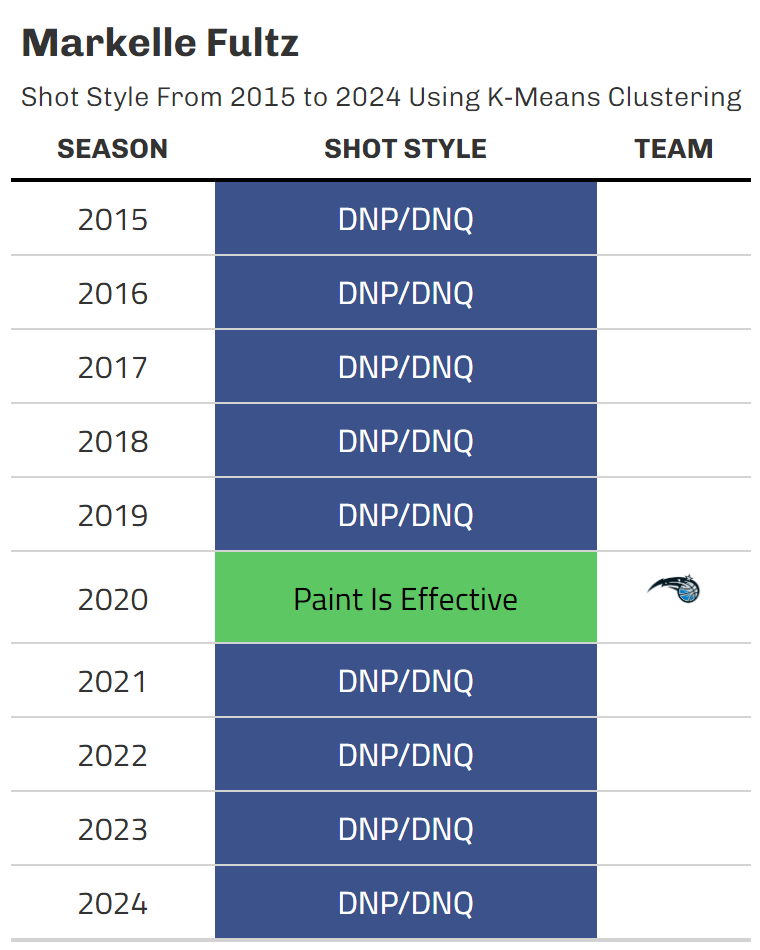 Markelle Fultz
Shot Style From 2015 to 2024 Using K-Means Clustering
SEASON SHOT STYLE TEAM
2015 DNP/DNQ
2016 DNP/DNQ
2017 DNP/DNQ
2018 DNP/DNQ
2019 DNP/DNQ
2020 Paint Is Effective
2021 DNP/DNQ
2022 DNP/DNQ
2023 DNP/DNQ
2024 DNP/DNQ